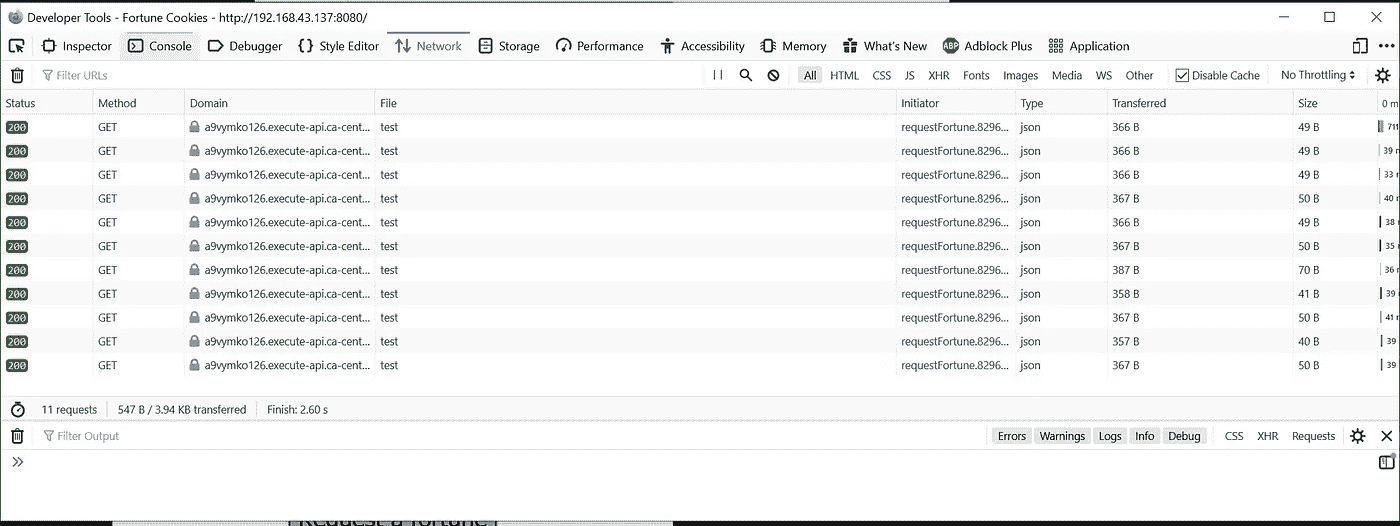 Developer Tools - Fortune Cookies - http://192.168.43.137:8080/
Inspector Console Debugger Style Editor Network Storage Performance Accessibility Memory What's New ABP Adblock Plus Application
Filter URLs All HTML CSS JS XHR Fonts Images Media WS Other Disable Cache No Throttling
Status Method Domain File Initiator Type Transferred Size 0 m
200 GET a9vymko126.execute-api.ca-cent... test requestFortune.8296... json 366 B 49 B 711
200 GET a9vymko126.execute-api.ca-cent... test requestFortune.8296... json 366 B 49 B 39
200 GET a9vymko126.execute-api.ca-cent... test requestFortune.8296... json 366 B 49 B 33
200 GET a9vymko126.execute-api.ca-cent... test requestFortune.8296... json 367 B 50 B 40
200 GET a9vymko126.execute-api.ca-cent... test requestFortune.8296... json 366 B 49 B 38
200 GET a9vymko126.execute-api.ca-cent... test requestFortune.8296... json 367 B 50 B 35
200 GET a9vymko126.execute-api.ca-cent... test requestFortune.8296... json 387 B 70 B 36
200 GET a9vymko126.execute-api.ca-cent... test requestFortune.8296... json 358 B 41 B 39
200 GET a9vymko126.execute-api.ca-cent... test requestFortune.8296... json 367 B 50 B 41
200 GET a9vymko126.execute-api.ca-cent... test requestFortune.8296... json 357 B 40 B 39
200 GET a9vymko126.execute-api.ca-cent... test requestFortune.8296... json 367 B 50 B 39
11 requests 547 B / 3.94 KB transferred Finish: 2.60 s
Filter Output Errors Warnings Logs Info Debug CSS XHR Requests
Request a fortune